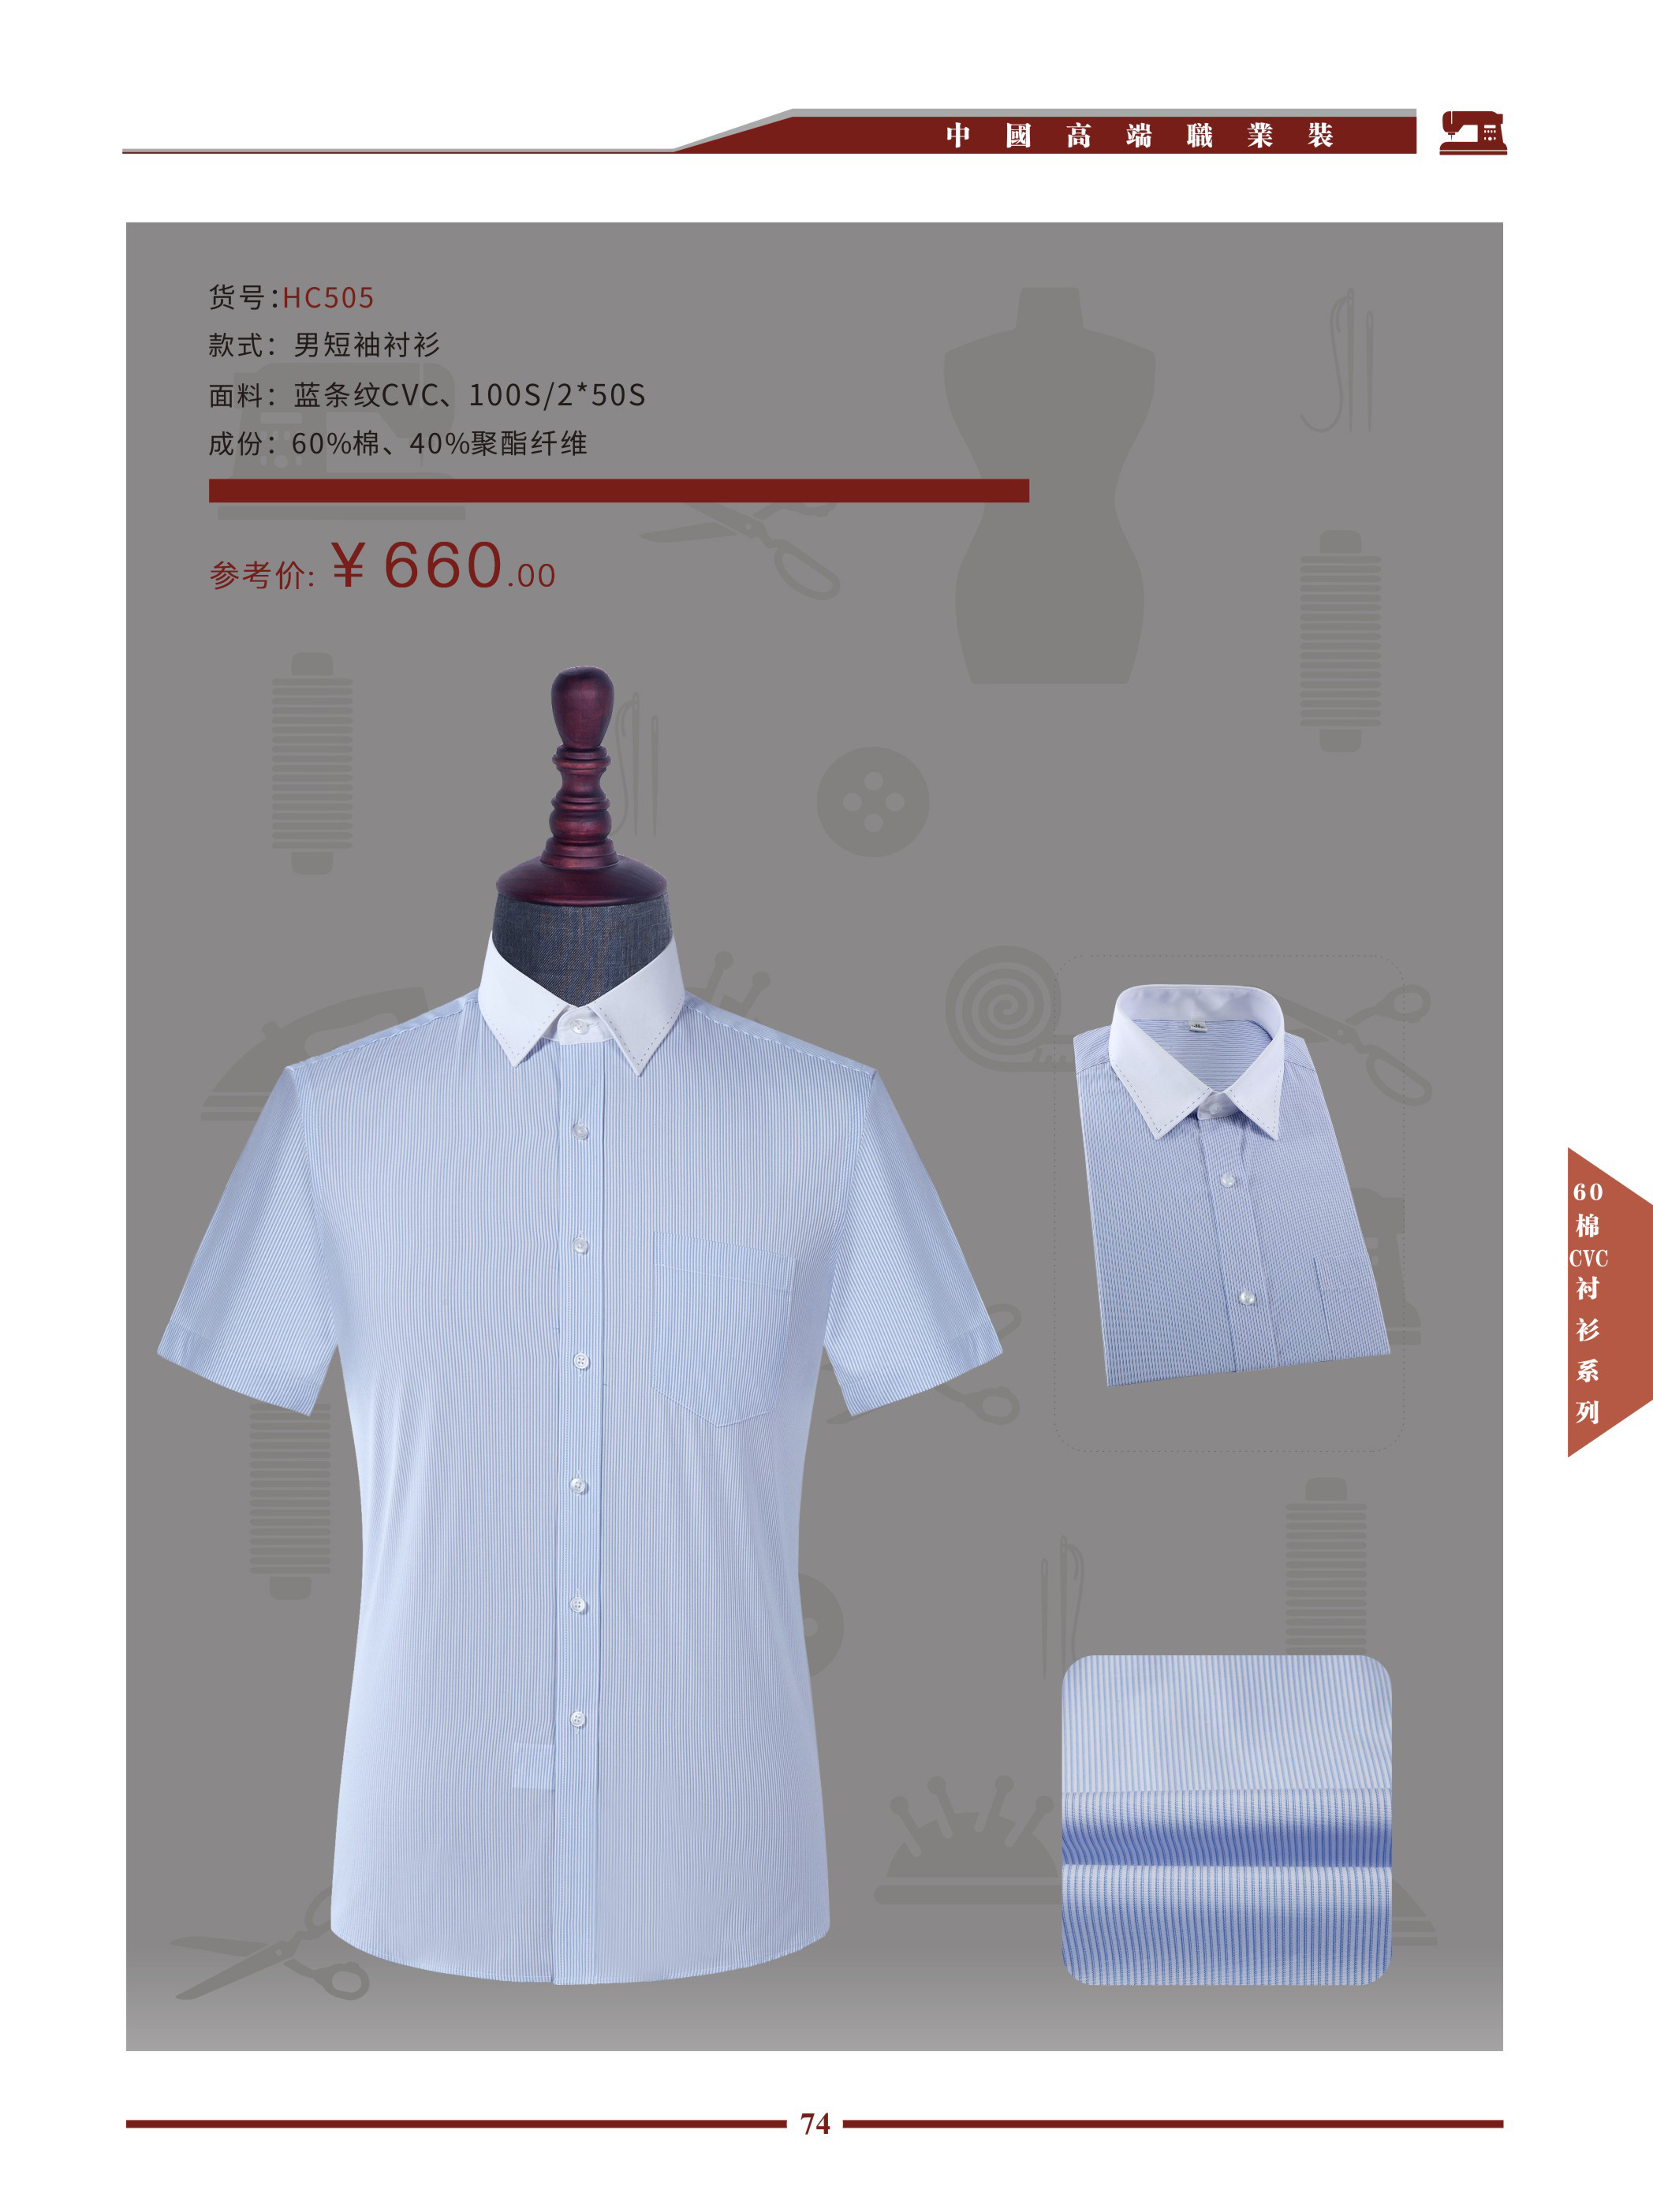 中國高端職業裝
货号:HC505
款式：男短袖衬衫
面料：蓝条纹CVC、100S/2*50S
成份：60%棉、40%聚酯纤维
参考价: ￥660.00
60棉CVC衬衫系列
74